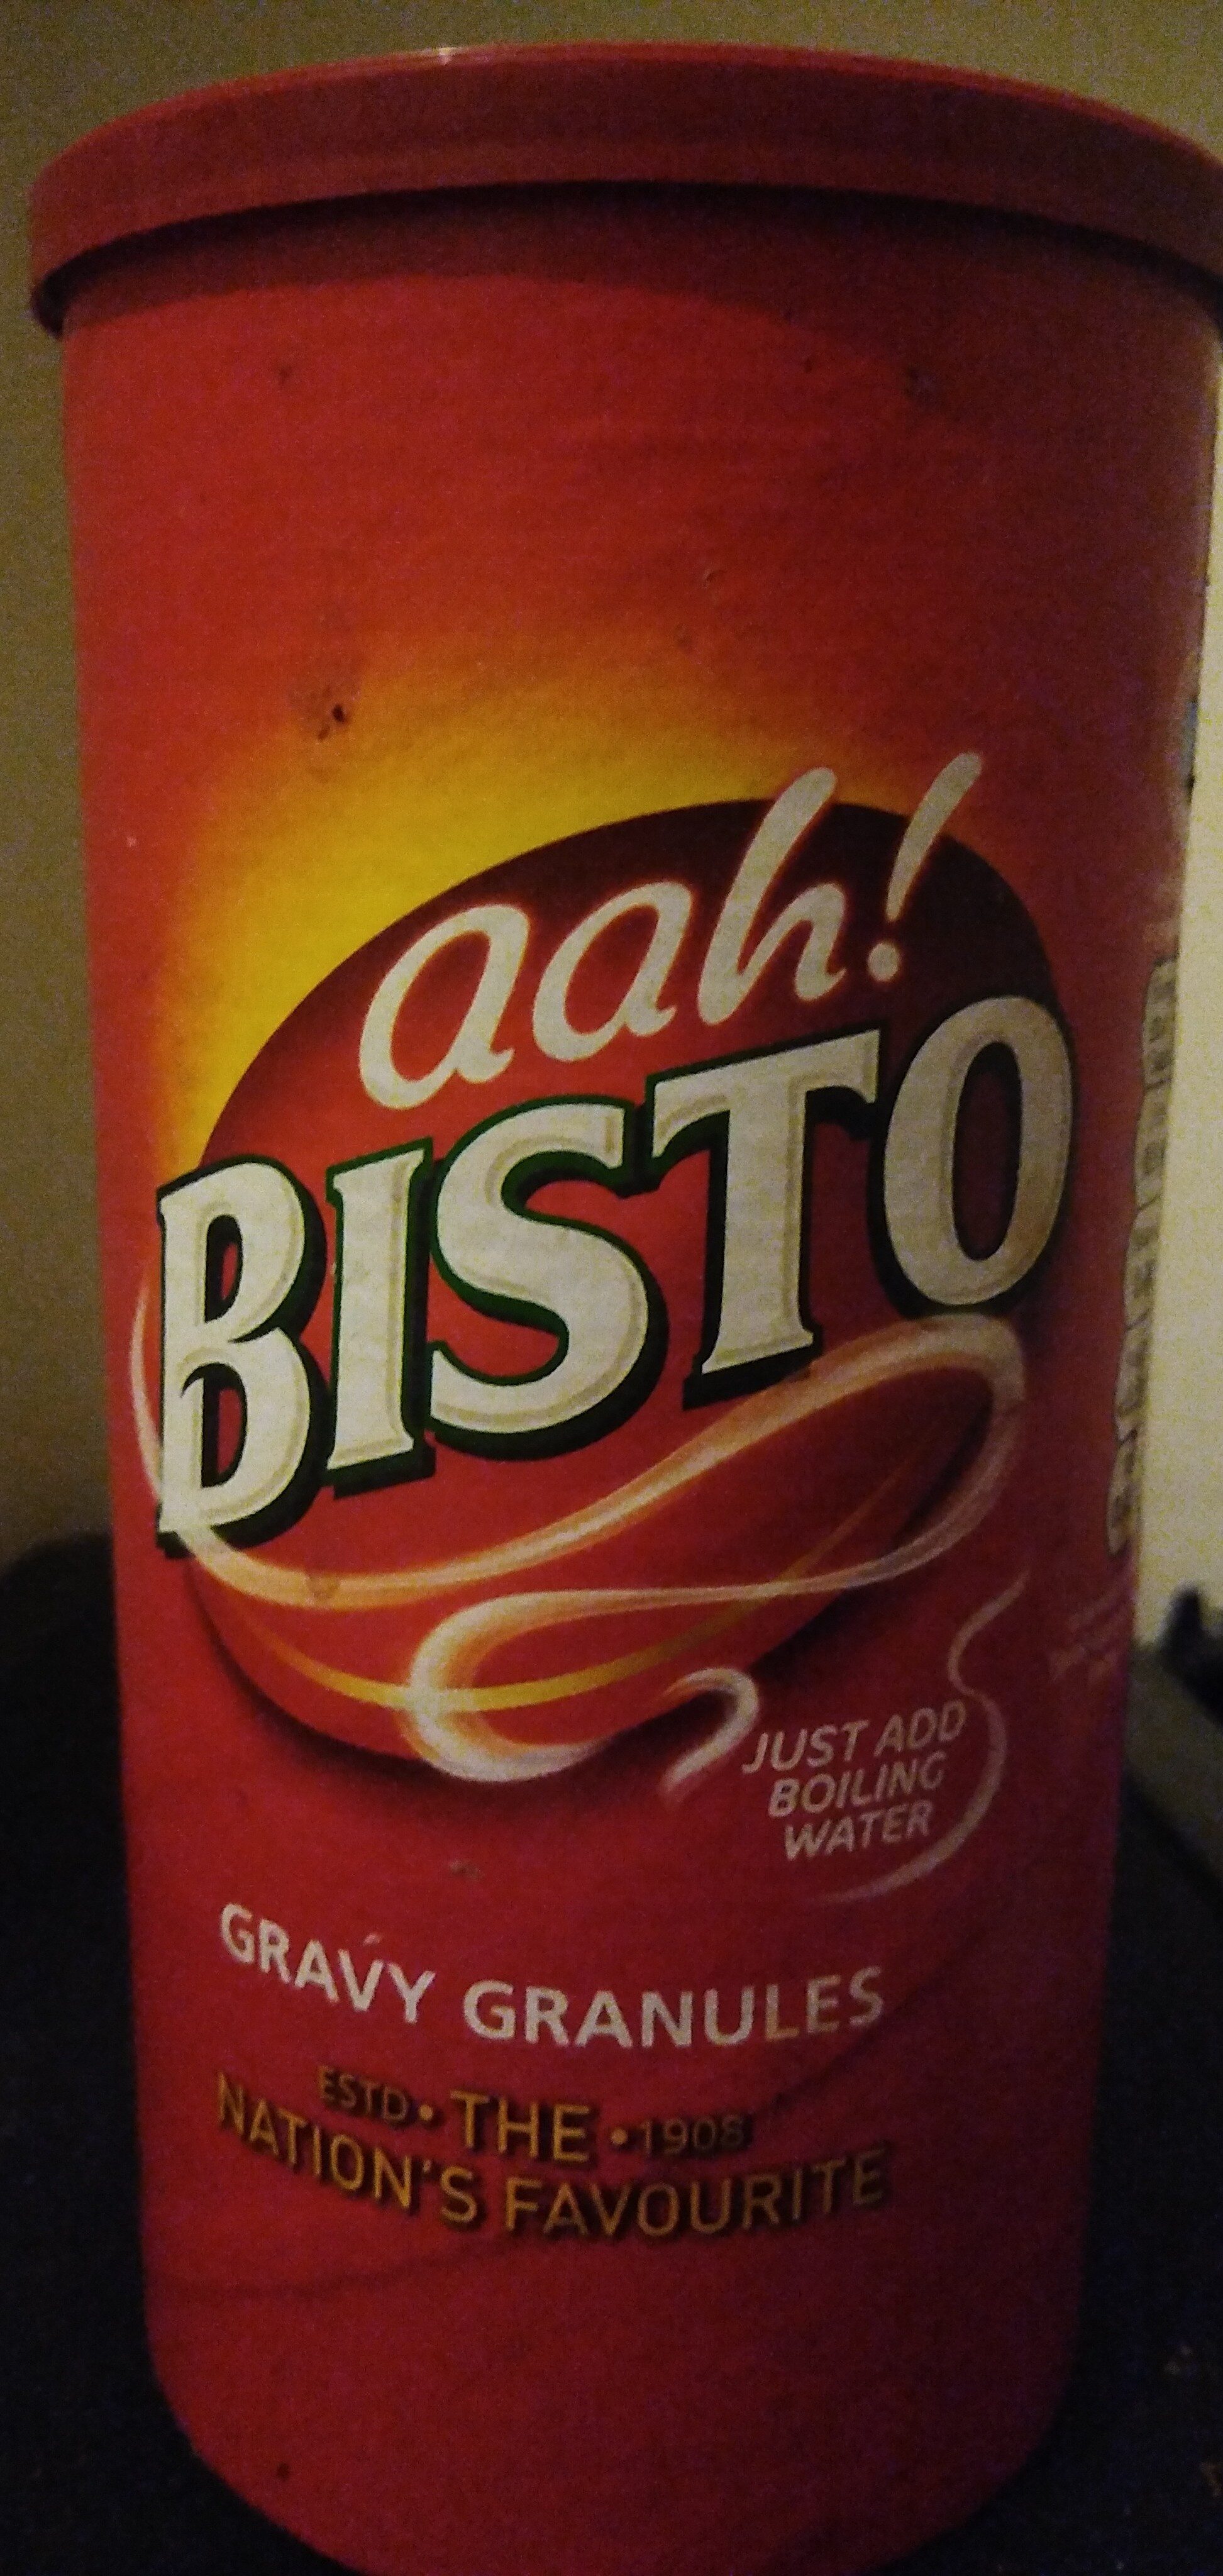 aah!
BISTO
JUST ADD
BOILING
WATER
GRAVY GRANULES
ESTD • THE • 1908
NATION'S FAVOURITE